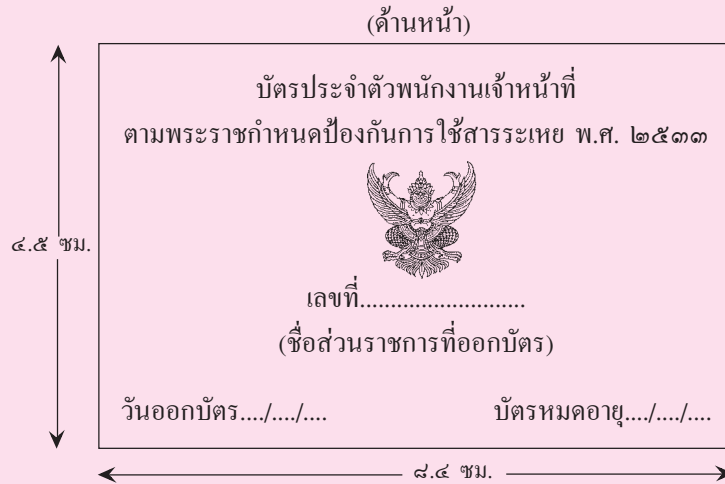 (ด้านหน้า)
บัตรประจำตัวพนักงานเจ้าหน้าที่
ตามพระราชกำหนดป้องกันการใช้สารระเหย พ.ศ. ๒๕๓๓
๔.๕ ซม.
เลขที่..........................
(ชื่อส่วนราชการที่ออกบัตร)
วันออกบัตร..../..../.... บัตรหมดอายุ..../..../....
๘.๔ ซม.